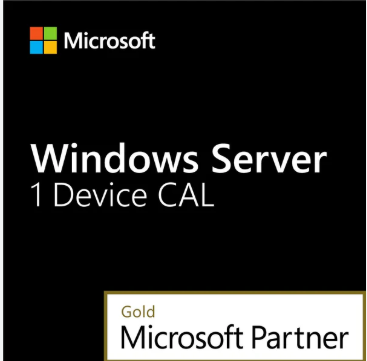 Microsoft
Windows Server
1 Device CAL
Gold
Microsoft Partner